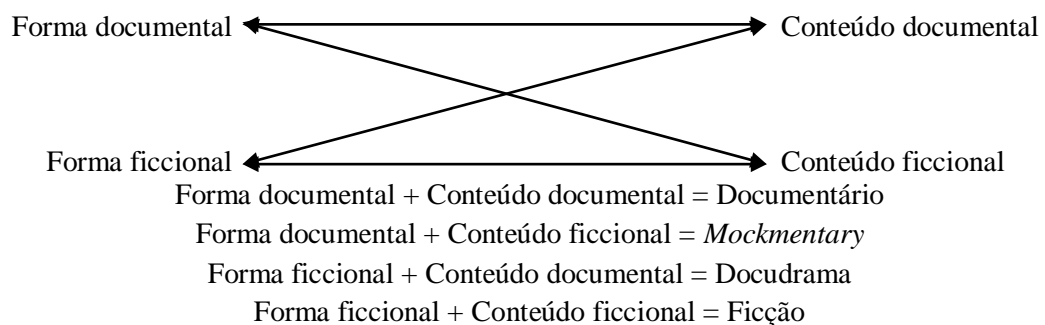 Forma documental Conteúdo documental
Forma ficcional Conteúdo ficcional
Forma documental + Conteúdo documental = Documentário
Forma documental + Conteúdo ficcional = Mockmentary
Forma ficcional + Conteúdo documental = Docudrama
Forma ficcional + Conteúdo ficcional = Ficção